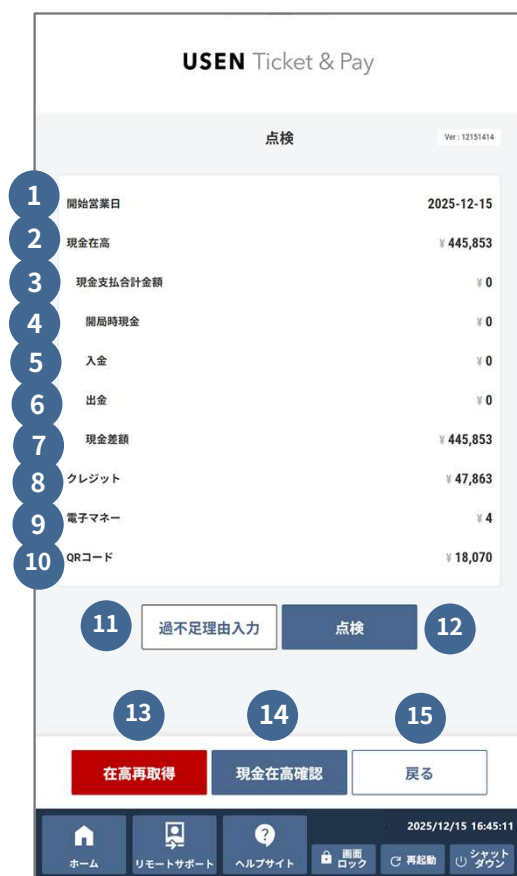 USEN Ticket & Pay
点検
Ver : 12151414
1 開始営業日 2025-12-15
2 現金在高 ¥ 445,853
3 現金支払合計金額 ¥ 0
4 開局時現金 ¥ 0
5 入金 ¥ 0
6 出金 ¥ 0
7 現金差額 ¥ 445,853
8 クレジット ¥ 47,863
9 電子マネー ¥ 4
10 QRコード ¥ 18,070
11 過不足理由入力 点検 12
13 14 15
在高再取得 現金在高確認 戻る
2025/12/15 16:45:11
ホーム リモートサポート ? ヘルプサイト 画面ロック 再起動 シャットダウン